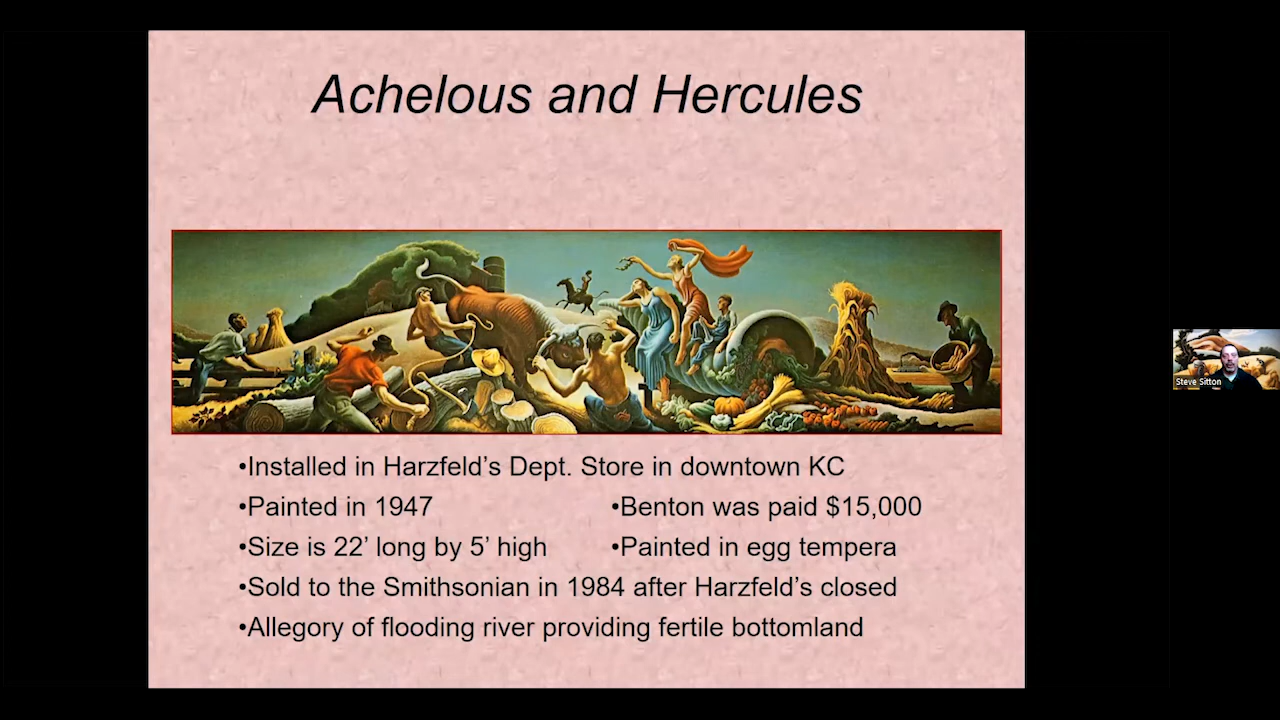 Achelous and Hercules
•Installed in Harzfeld’s Dept. Store in downtown KC
•Painted in 1947
•Benton was paid $15,000
•Size is 22’ long by 5’ high
•Painted in egg tempera
•Sold to the Smithsonian in 1984 after Harzfeld’s closed
•Allegory of flooding river providing fertile bottomland
Steve Sitton